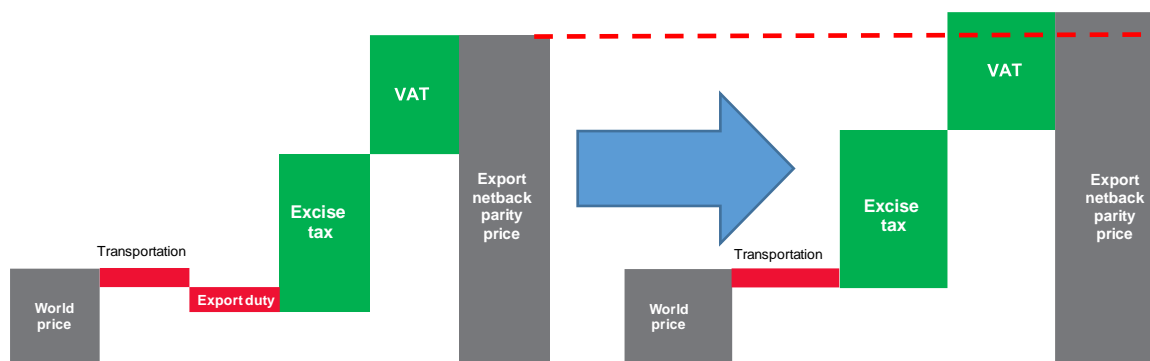 VAT
Export
netback
parity
price
Excise
tax
Transportation
Export duty
World
price
VAT
Export
netback
parity
price
Excise
tax
Transportation
World
price